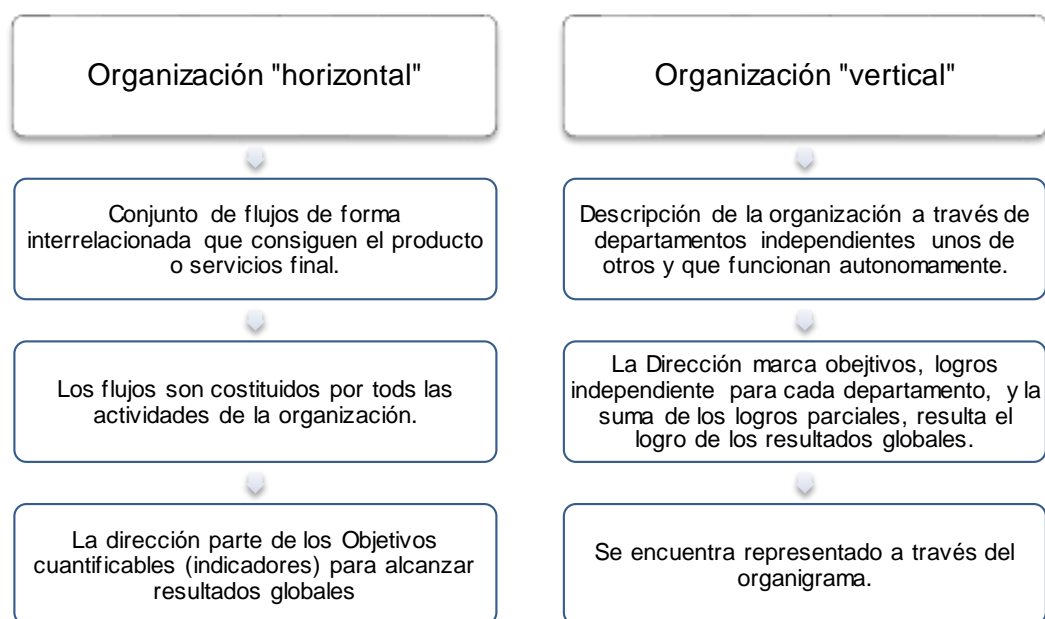 Organización "horizontal"
Conjunto de flujos de forma
interrelacionada que consiguen el producto
o servicios final.
Los flujos son costituidos por tods las
actividades de la organización.
La dirección parte de los Objetivos
cuantificables (indicadores) para alcanzar
resultados globales
Organización "vertical"
Descripción de la organización a través de
departamentos independientes unos de
otros y que funcionan autonomamente.
La Dirección marca obejtivos, logros
independiente para cada departamento, y la
suma de los logros parciales, resulta el
logro de los resultados globales.
Se encuentra representado a través del
organigrama.